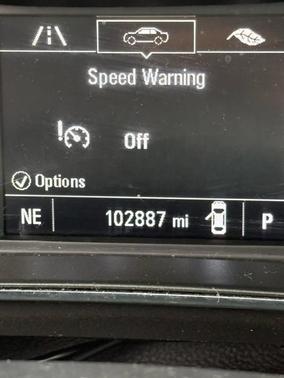 Speed Warning
! Off
Options
NE 102887 mi P